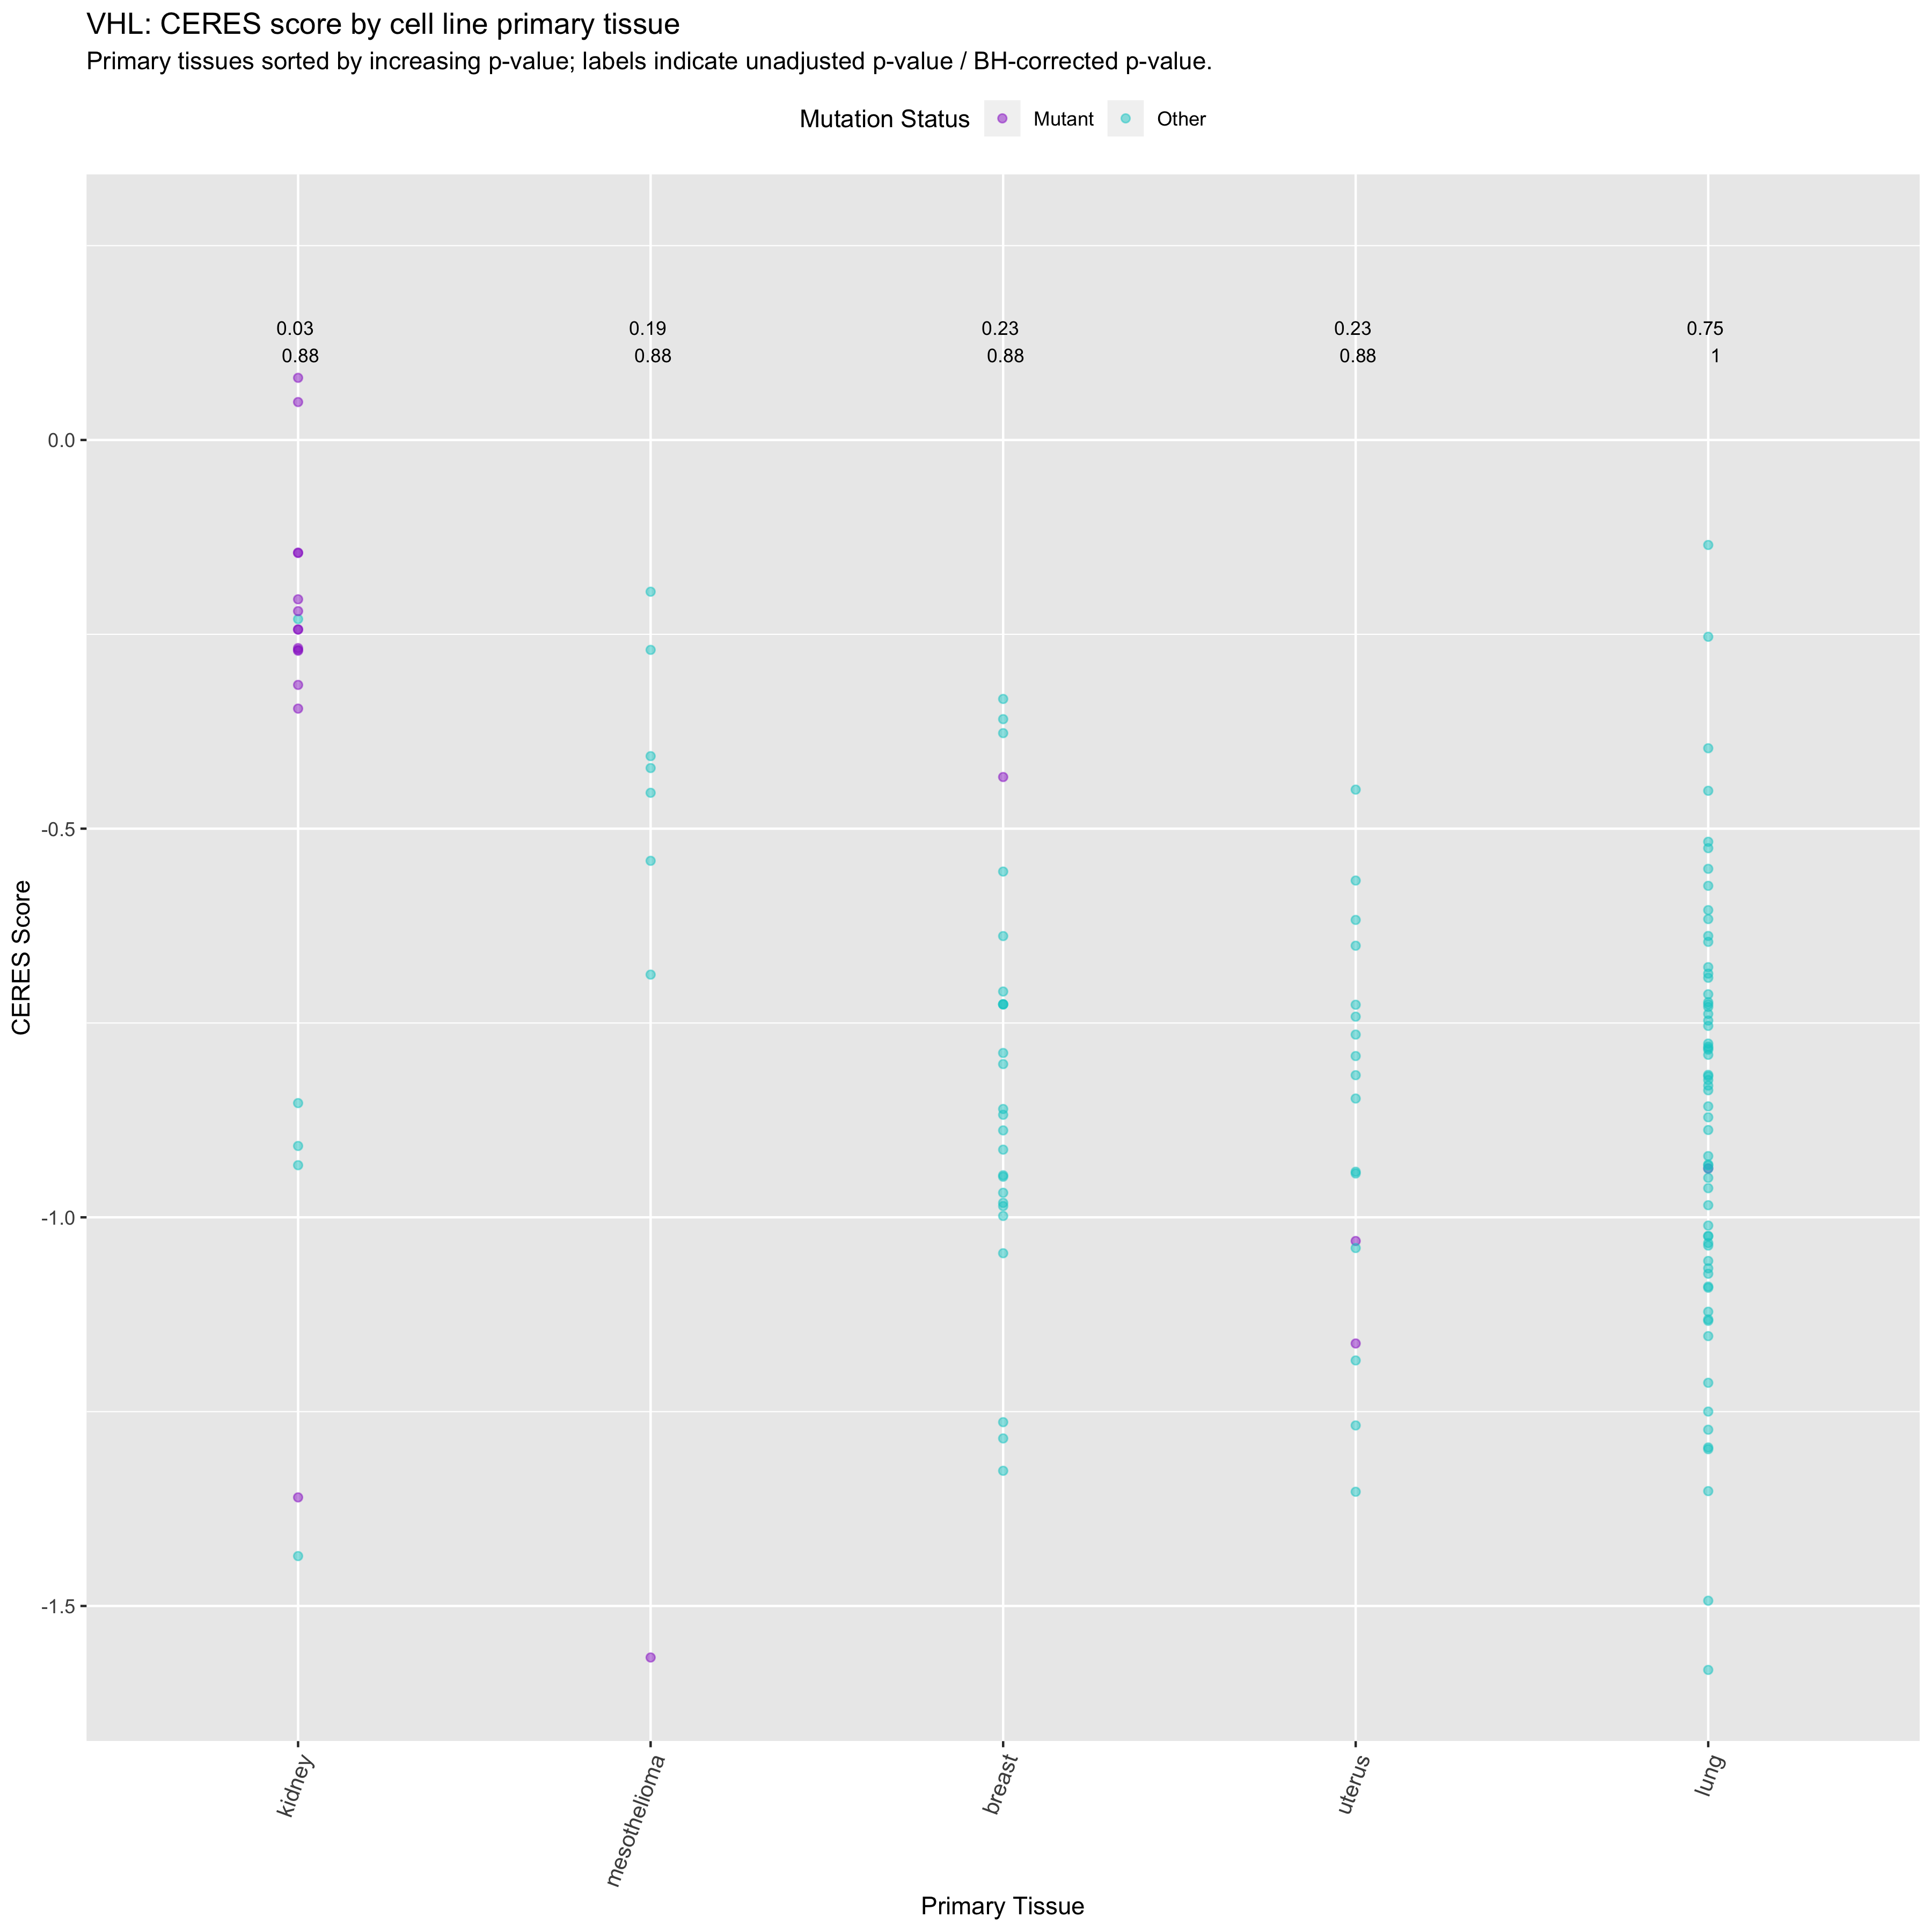 VHL: CERES score by cell line primary tissue
Primary tissues sorted by increasing p-value; labels indicate unadjusted p-value / BH-corrected p-value.
Mutation Status Mutant Other
0.03 0.19 0.23 0.23 0.75
0.88 0.88 0.88 0.88 1
0.0
-0.5
CERES Score
-1.0
-1.5
kidney mesothelioma breast uterus lung
Primary Tissue